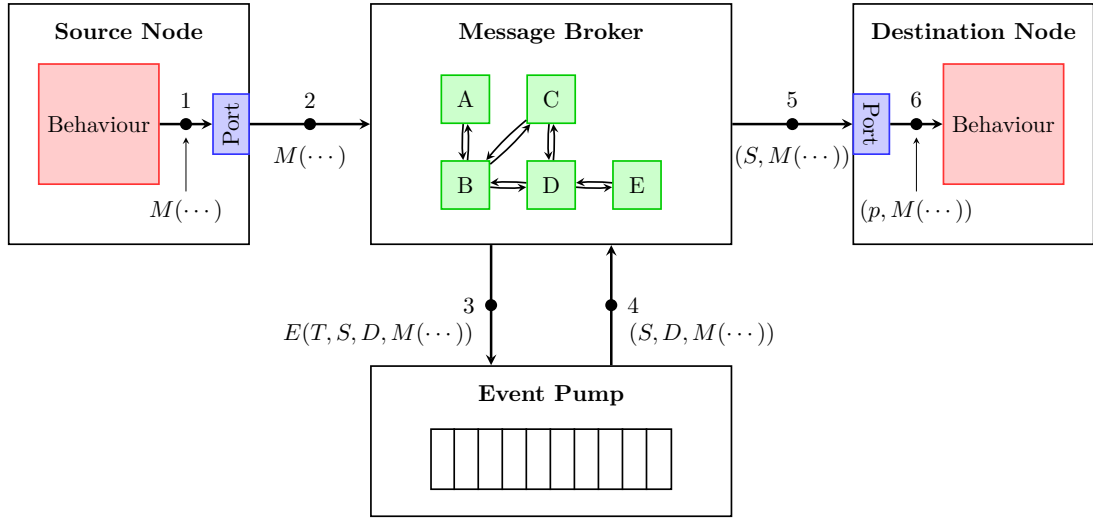 Source Node
Behaviour
1
Port
2
M(⋯)
M(⋯)
Message Broker
A
C
B
D
E
5
(S, M(⋯))
Destination Node
Port
6
Behaviour
(p, M(⋯))
3
E(T, S, D, M(⋯))
4
(S, D, M(⋯))
Event Pump